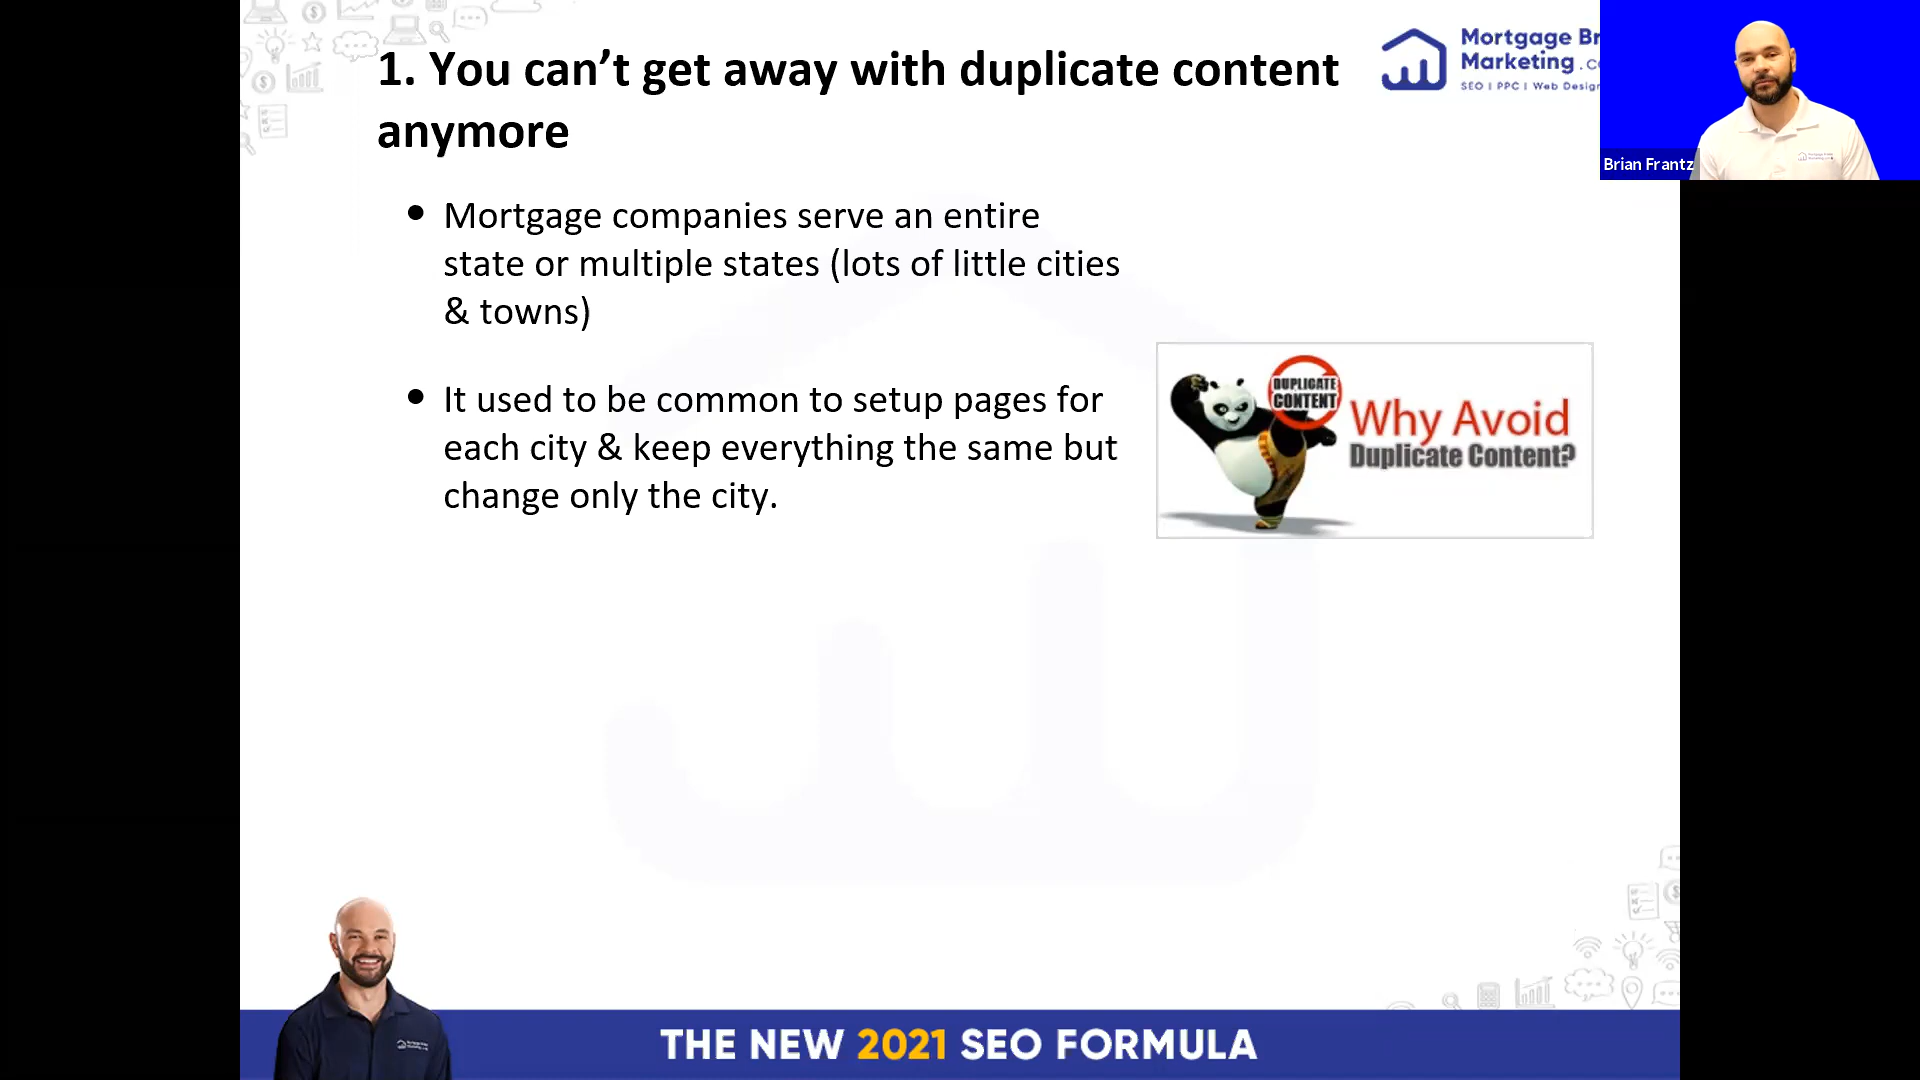 1. You can’t get away with duplicate content
anymore
Mortgage Br
Marketing .c
SEO | PPC | Web Design
Brian Frantz
• Mortgage companies serve an entire
state or multiple states (lots of little cities
& towns)
• It used to be common to setup pages for
each city & keep everything the same but
change only the city.
DUPLICATE
CONTENT
Why Avoid
Duplicate Content?
THE NEW 2021 SEO FORMULA